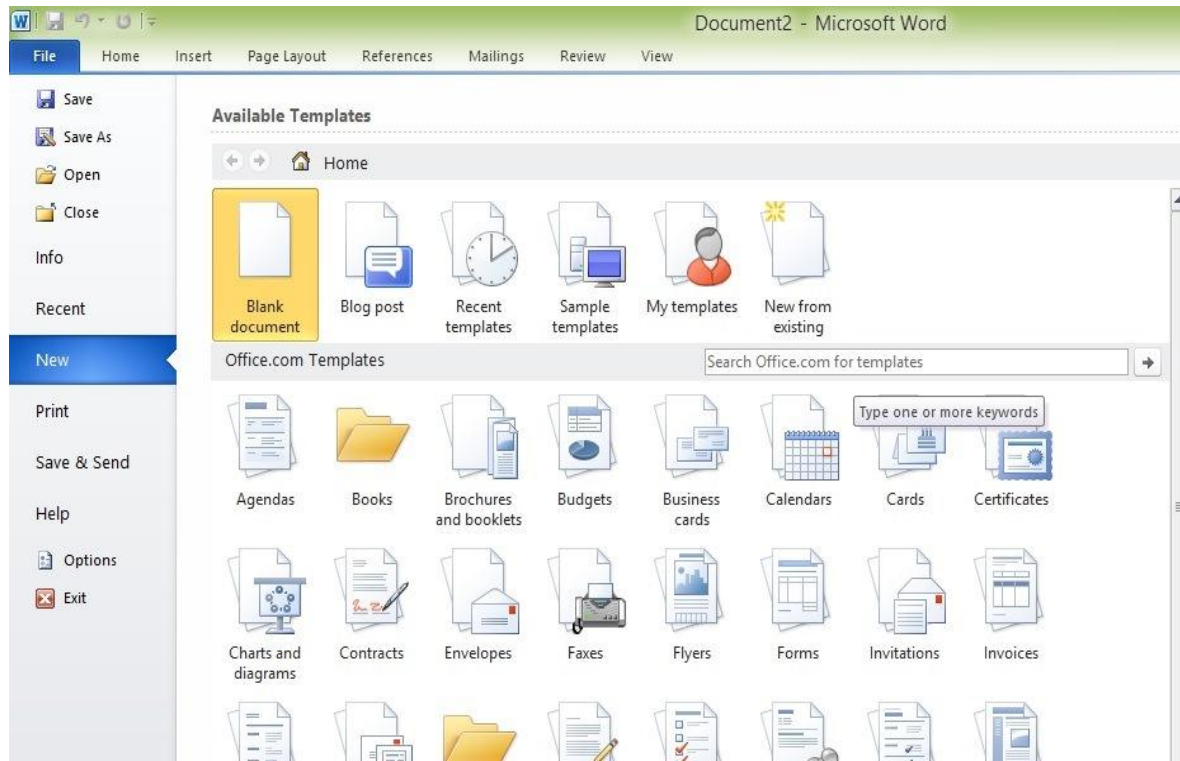 Document2 - Microsoft Word
File Home Insert Page Layout References Mailings Review View
Save
Save As
Open
Close
Info
Recent
New
Print
Save & Send
Help
Options
Exit
Available Templates
Home
Blank document
Blog post
Recent templates
Sample templates
My templates
New from existing
Office.com Templates
Search Office.com for templates
Type one or more keywords
Agendas
Books
Brochures and booklets
Budgets
Business cards
Calendars
Cards
Certificates
Charts and diagrams
Contracts
Envelopes
Faxes
Flyers
Forms
Invitations
Invoices